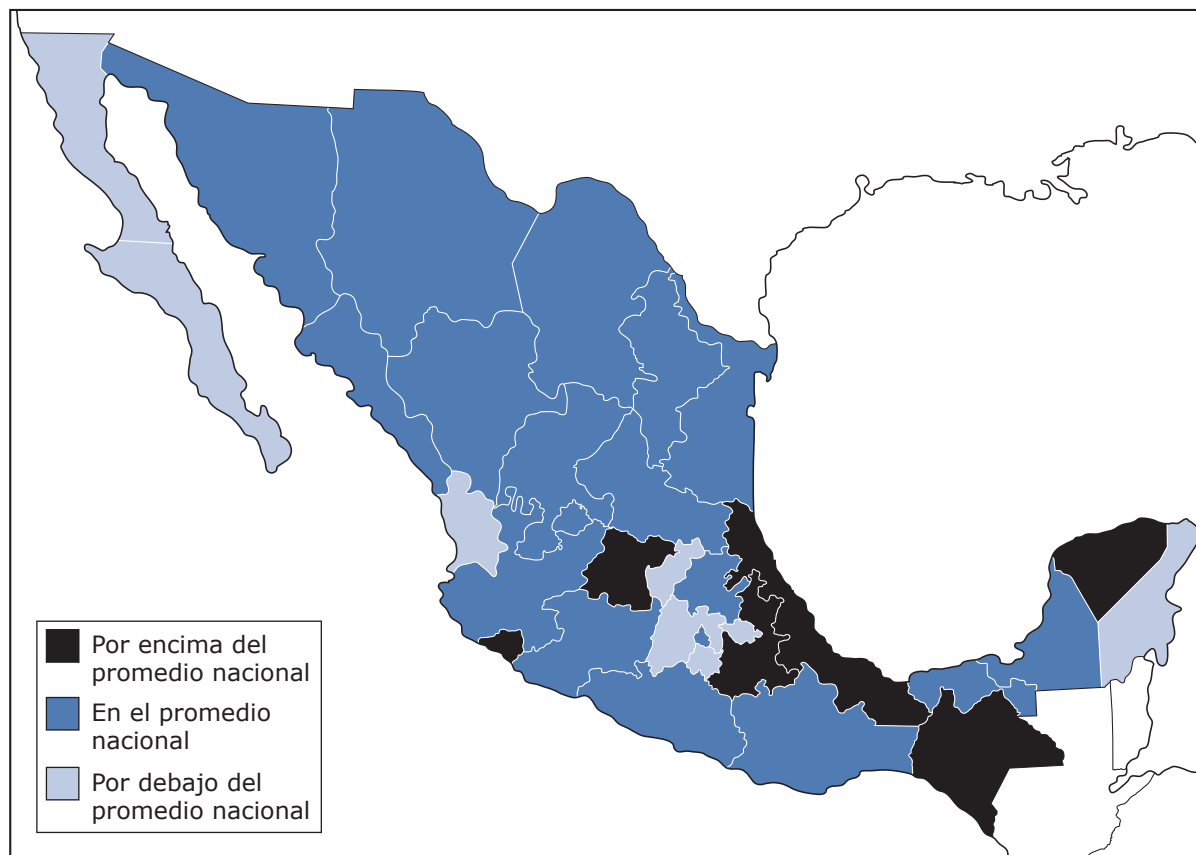 Por encima del
promedio nacional
En el promedio
nacional
Por debajo del
promedio nacional